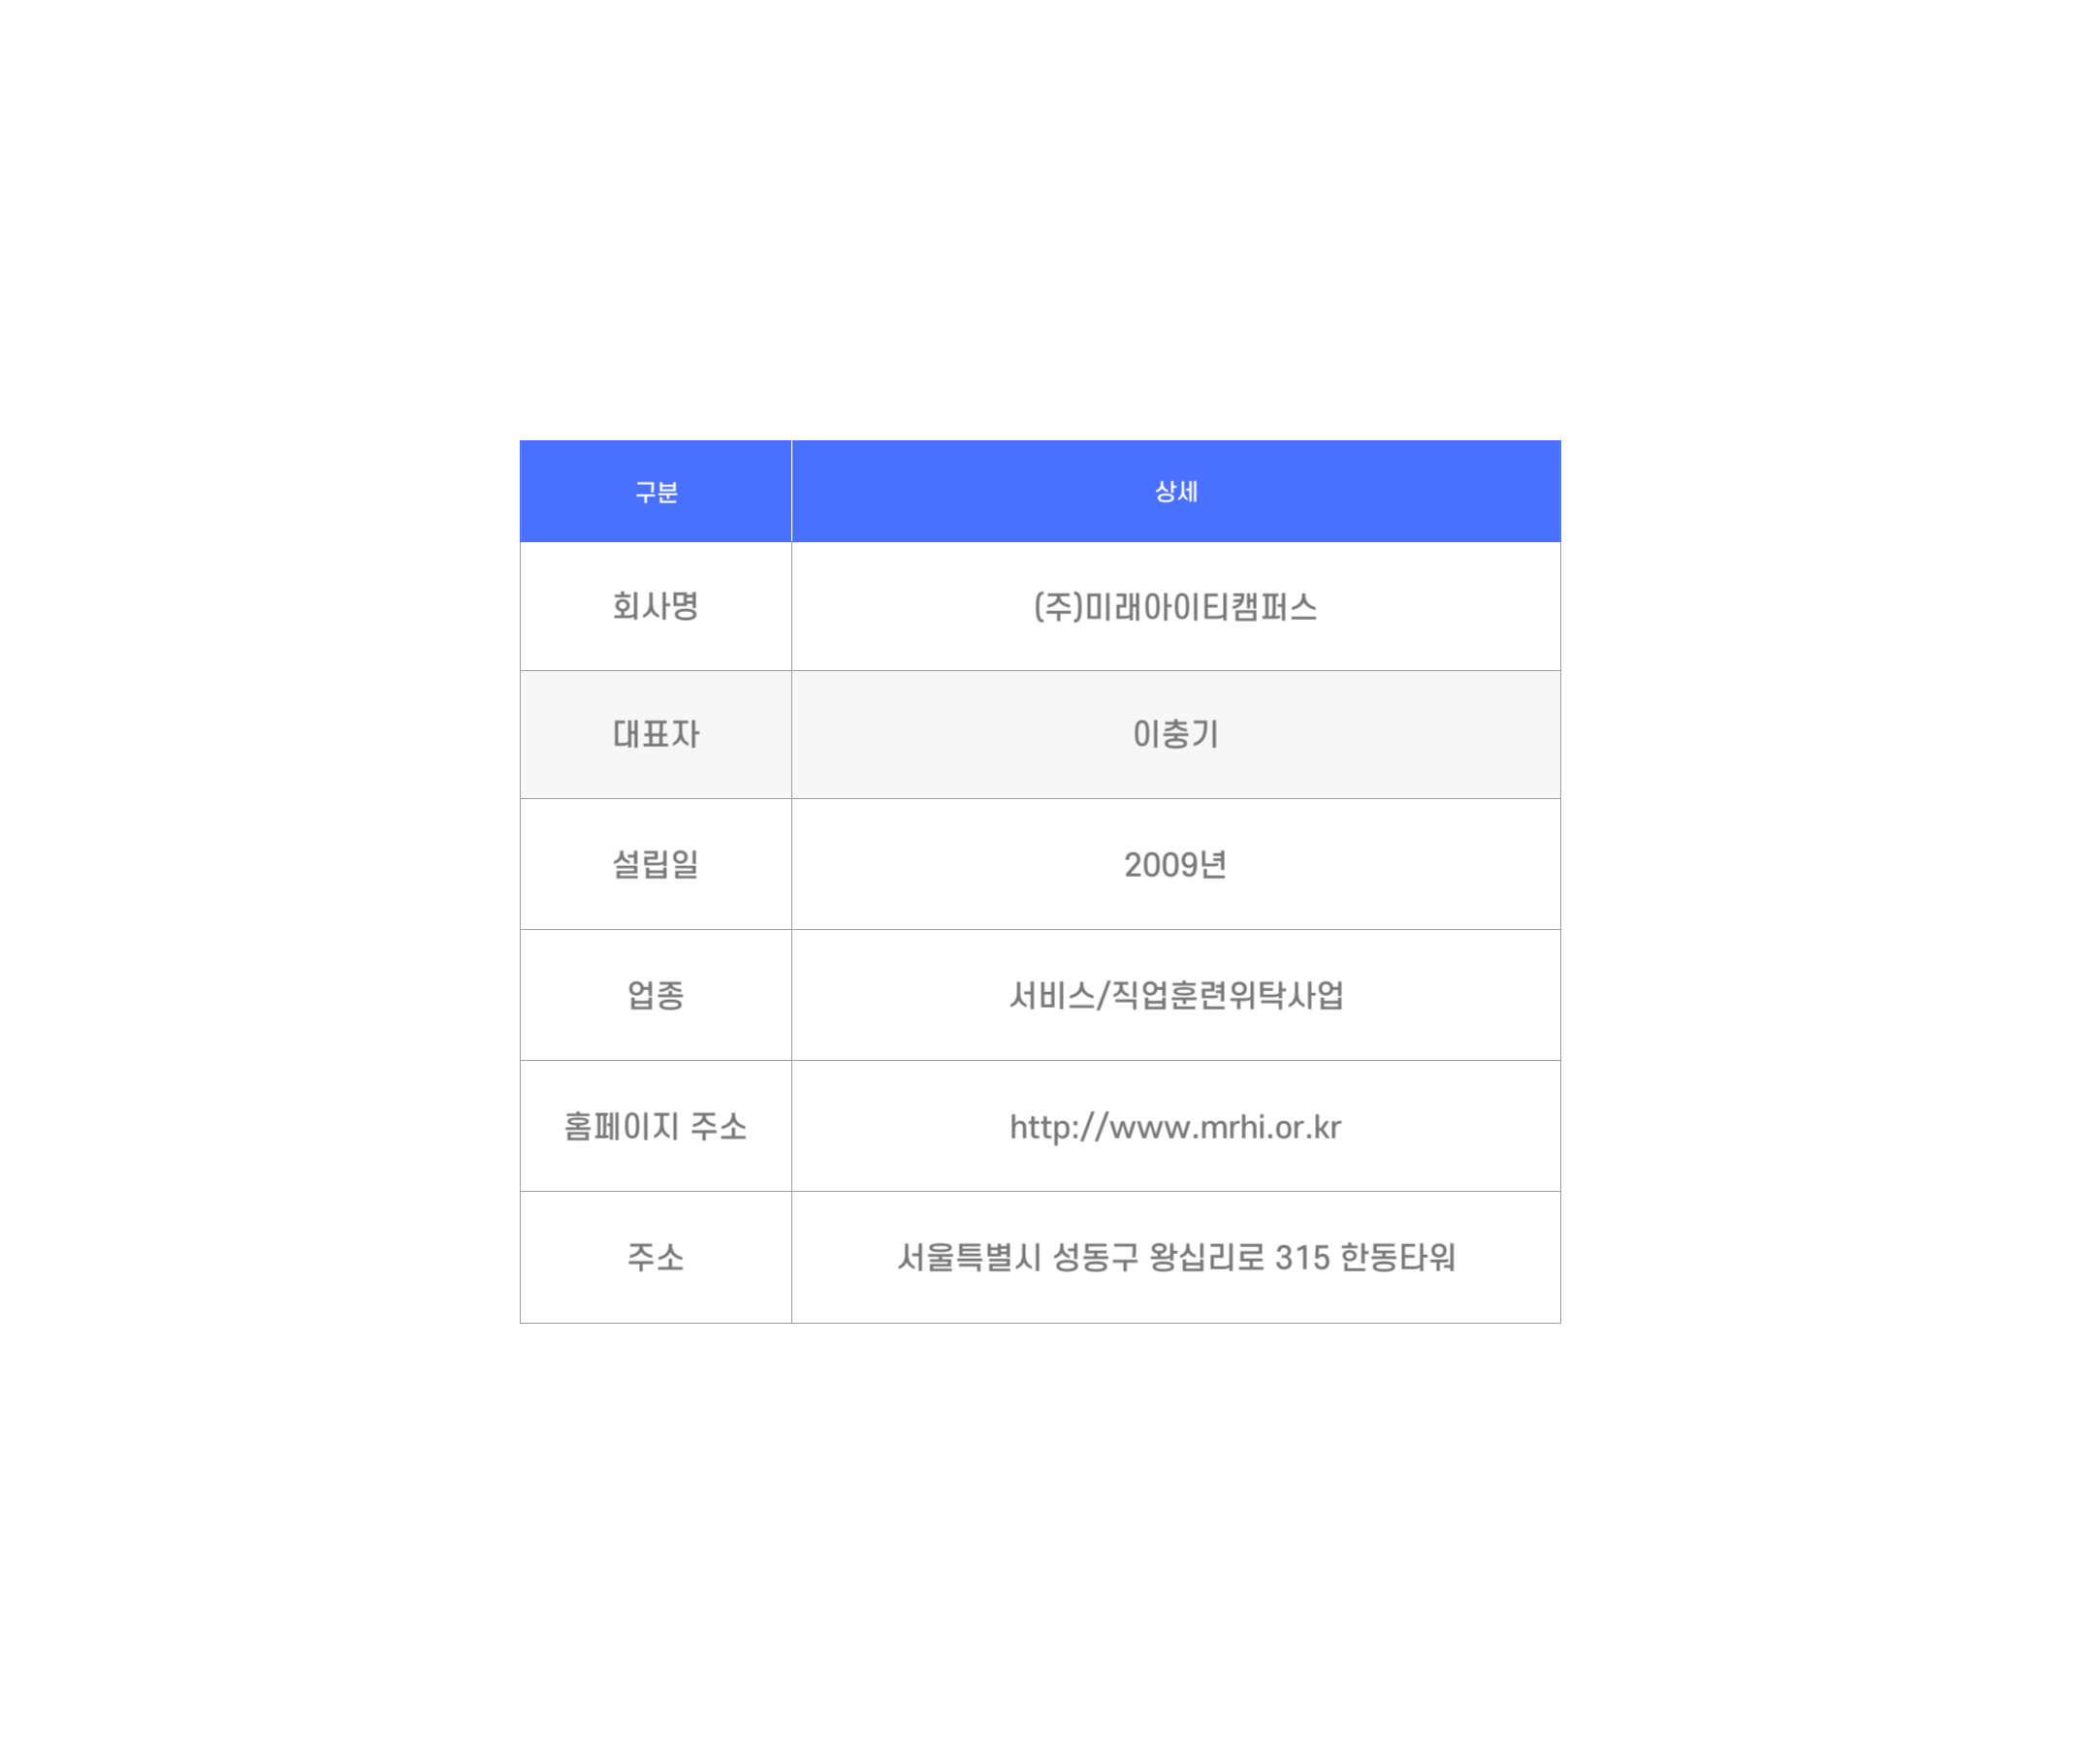 구분 상세
회사명 (주)미래아이티캠퍼스
대표자 이충기
설립일 2009년
업종 서비스/직업훈련위탁사업
홈페이지 주소 http://www.mrhi.or.kr
주소 서울특별시 성동구 왕십리로 315 한동타워